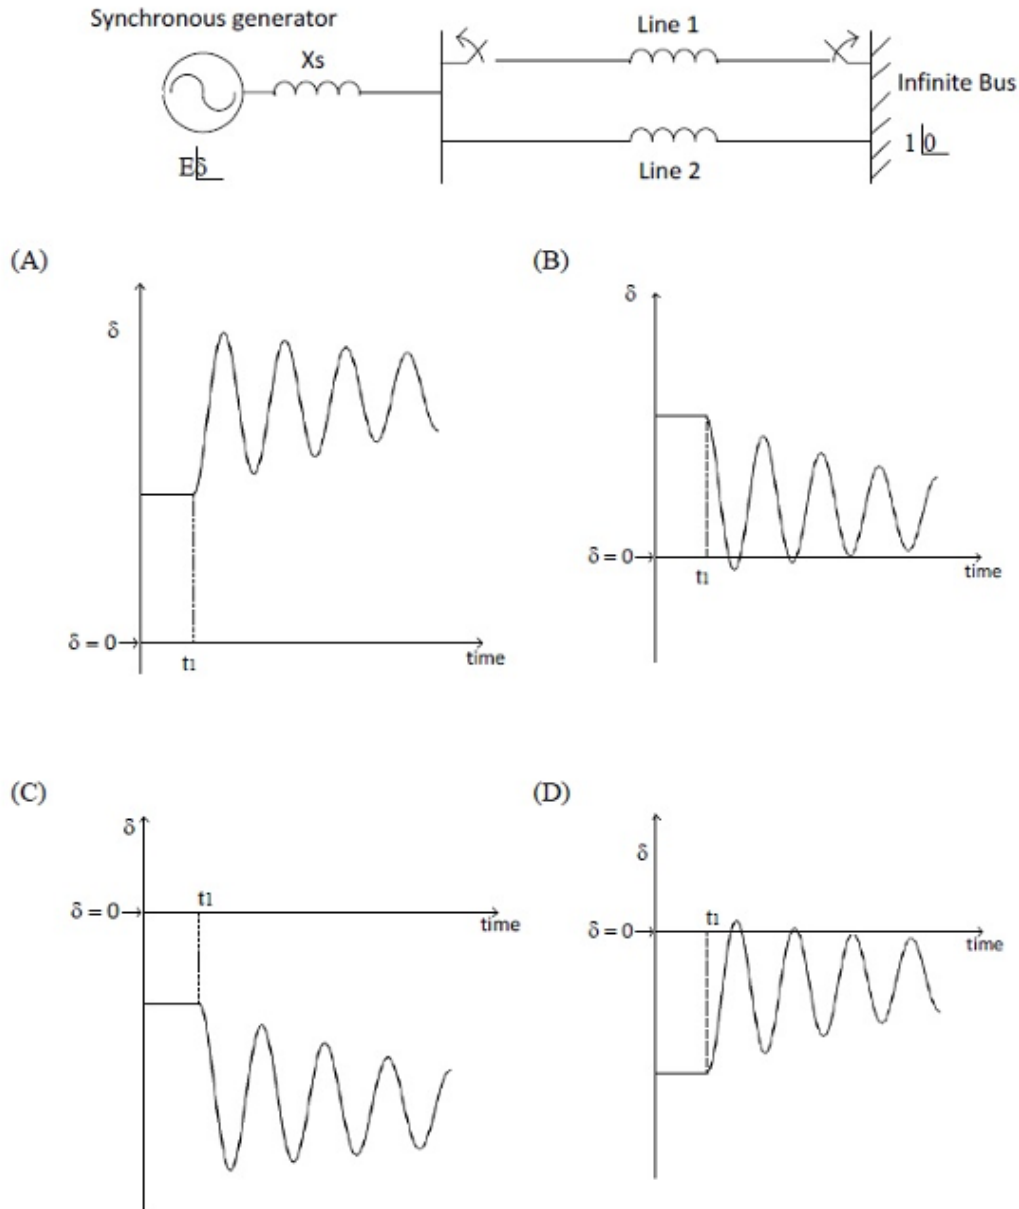 Synchronous generator
Xs
Line 1
Infinite Bus
1 0
Eδ
Line 2
(A)
δ
δ = 0
t1
time
(B)
δ
δ = 0
t1
time
(C)
δ
t1
δ = 0
time
(D)
δ
t1
δ = 0
time